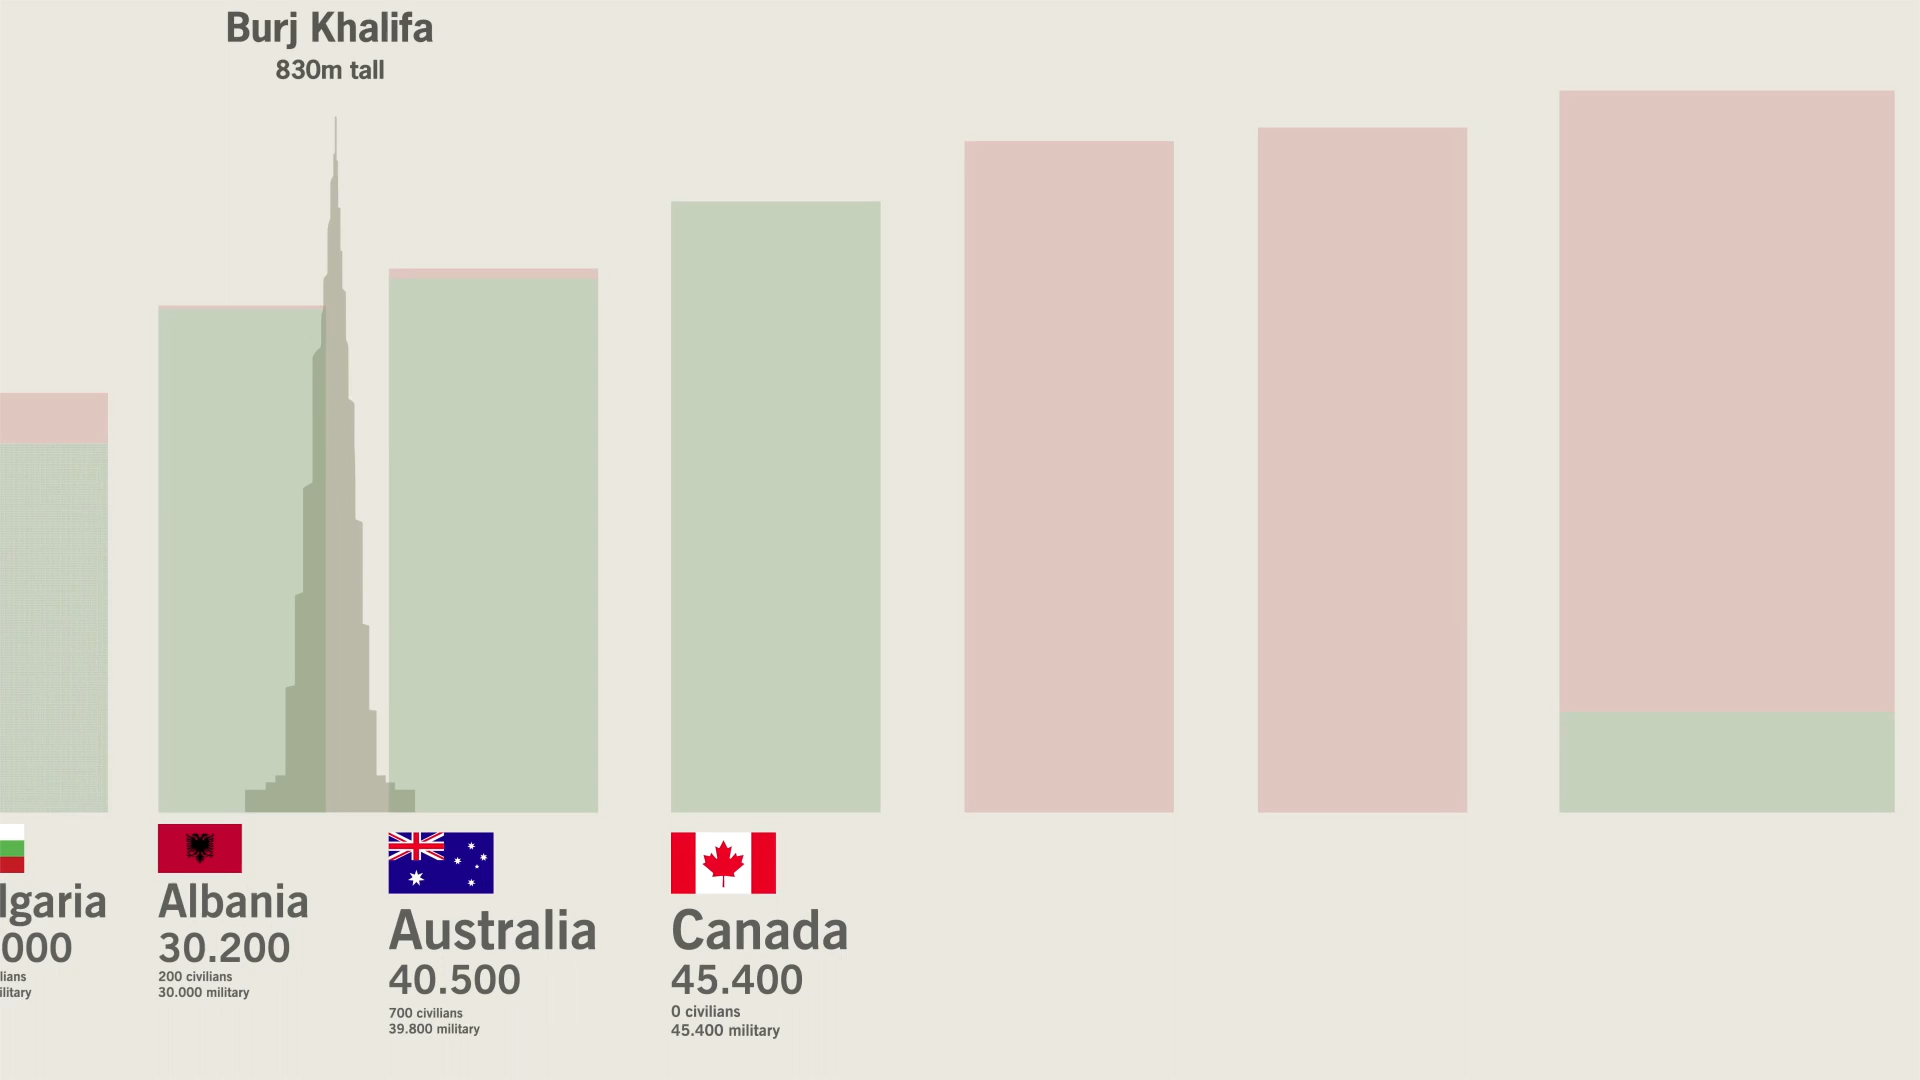 Burj Khalifa
830m tall
lgaria
000
lians
ilitary
Albania
30.200
200 civilians
30.000 military
Australia
40.500
700 civilians
39.800 military
Canada
45.400
0 civilians
45.400 military